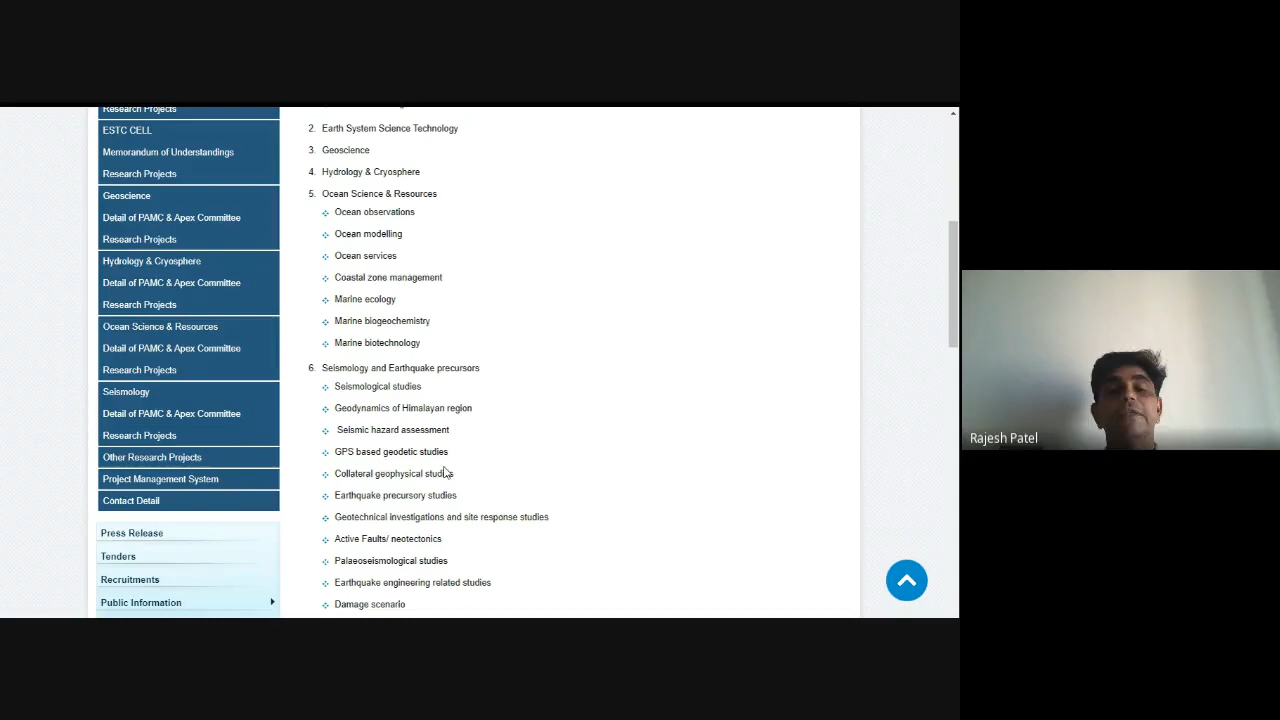 Research Projects
ESTC CELL
Memorandum of Understandings
Research Projects
Geoscience
Detail of PAMC & Apex Committee
Research Projects
Hydrology & Cryosphere
Detail of PAMC & Apex Committee
Research Projects
Ocean Science & Resources
Detail of PAMC & Apex Committee
Research Projects
Seismology
Detail of PAMC & Apex Committee
Research Projects
Other Research Projects
Project Management System
Contact Detail
Press Release
Tenders
Recruitments
Public Information
2. Earth System Science Technology
3. Geoscience
4. Hydrology & Cryosphere
5. Ocean Science & Resources
Ocean observations
Ocean modelling
Ocean services
Coastal zone management
Marine ecology
Marine biogeochemistry
Marine biotechnology
6. Seismology and Earthquake precursors
Seismological studies
Geodynamics of Himalayan region
Seismic hazard assessment
GPS based geodetic studies
Collateral geophysical studies
Earthquake precursory studies
Geotechnical investigations and site response studies
Active Faults/ neotectonics
Palaeoseismological studies
Earthquake engineering related studies
Damage scenario
Rajesh Patel